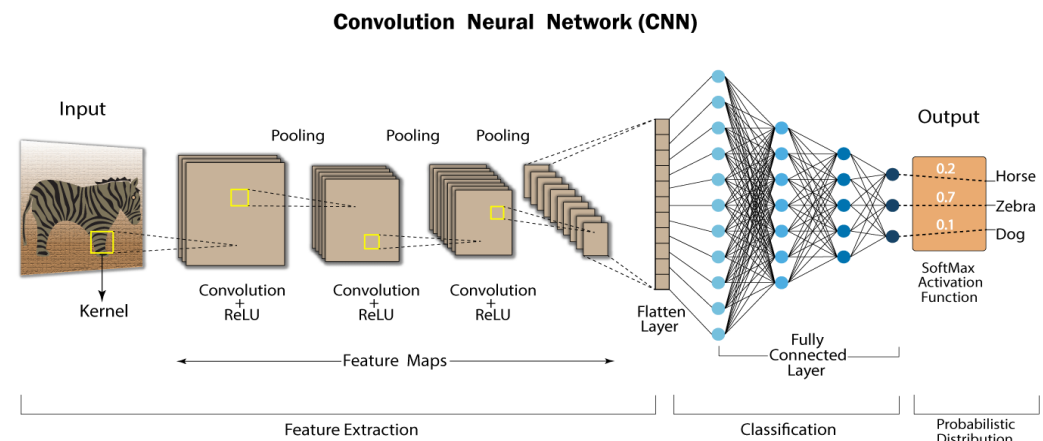 Convolution Neural Network (CNN)
Input
Kernel
Pooling
Pooling
Pooling
Convolution
+
ReLU
Convolution
+
ReLU
Convolution
+
ReLU
Feature Maps
Flatten
Layer
Fully
Connected
Layer
Output
0.2
Horse
0.7
Zebra
0.1
Dog
SoftMax
Activation
Function
Feature Extraction
Classification
Probabilistic
Distribution